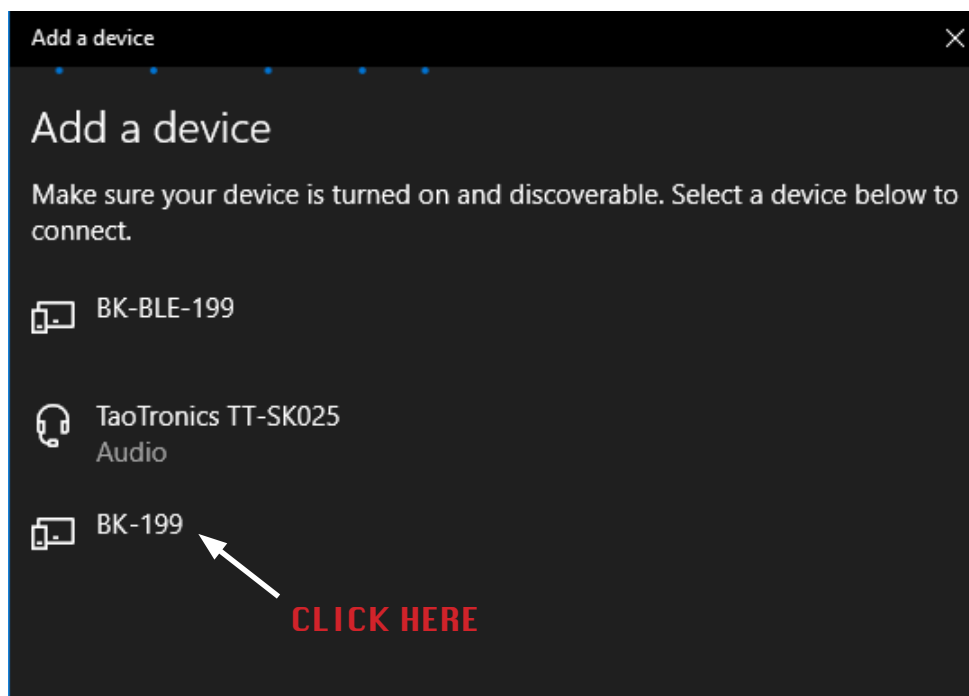 Add a device
Add a device
Make sure your device is turned on and discoverable. Select a device below to
connect.
BK-BLE-199
TaoTronics TT-SK025
Audio
BK-199
CLICK HERE